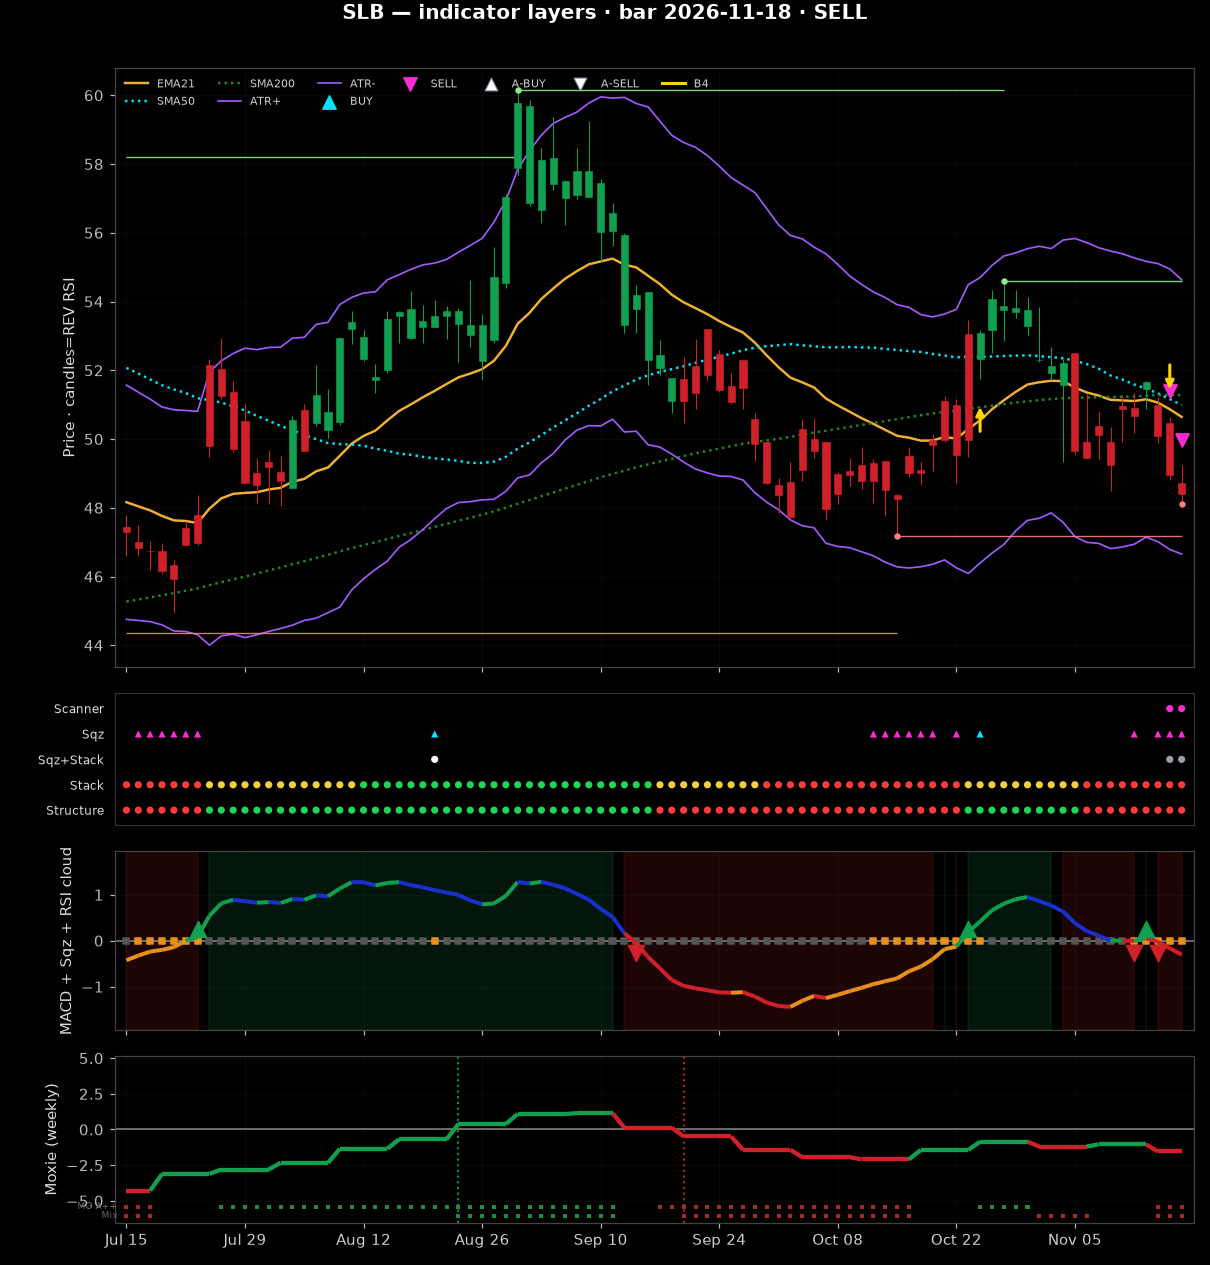 SLB — indicator layers · bar 2026-11-18 · SELL
EMA21 SMA200 ATR- SELL A-BUY A-SELL B4
SMA50 ATR+ BUY
Price · candles=REV RSI
60
58
56
54
52
50
48
46
44
Scanner
Sqz
Sqz+Stack
Stack
Structure
MACD + Sqz + RSI cloud
1
0
−1
Moxie (weekly)
5.0
2.5
0.0
−2.5
−5.0
Mix
Jul 15 Jul 29 Aug 12 Aug 26 Sep 10 Sep 24 Oct 08 Oct 22 Nov 05